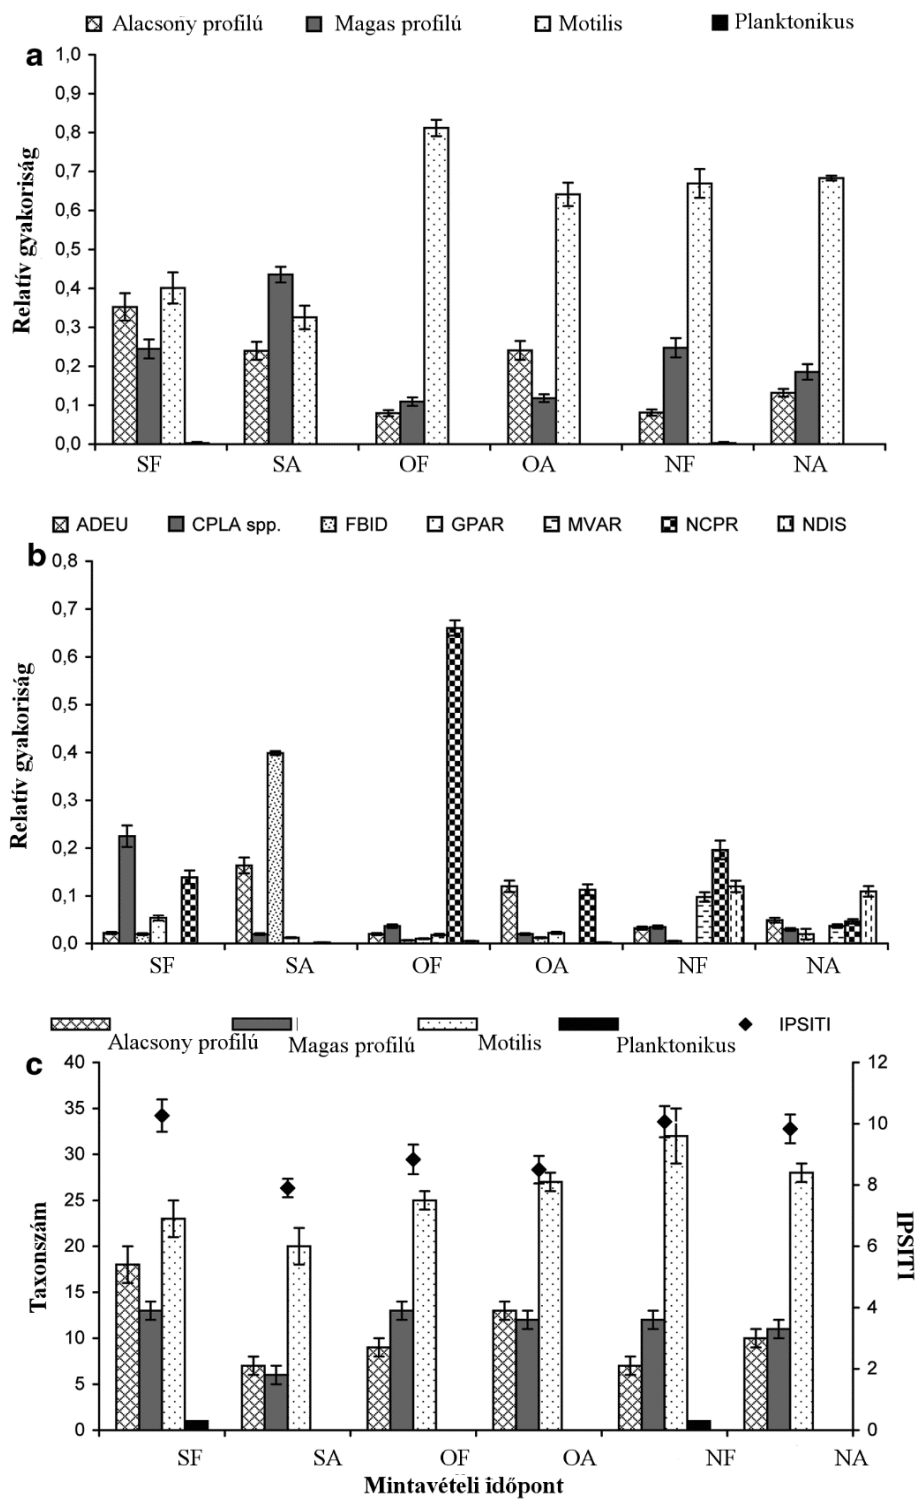 Alacsony profilú Magas profilú Motilis Planktonikus
a
1,0
0,9
0,8
0,7
0,6
0,5
0,4
0,3
0,2
0,1
0,0
Relatív gyakoriság
SF SA OF OA NF NA
ADEU CPLA spp. FBID GPAR MVAR NCPR NDIS
b
0,8
0,7
0,6
0,5
0,4
0,3
0,2
0,1
0,0
Relatív gyakoriság
SF SA OF OA NF NA
Alacsony profilú Magas profilú Motilis Planktonikus IPSITI
c
40
35
30
25
20
15
10
5
0
Taxonszám
12
10
8
6
4
2
0
IPSITI
SF SA OF OA NF NA
Mintavételi időpont